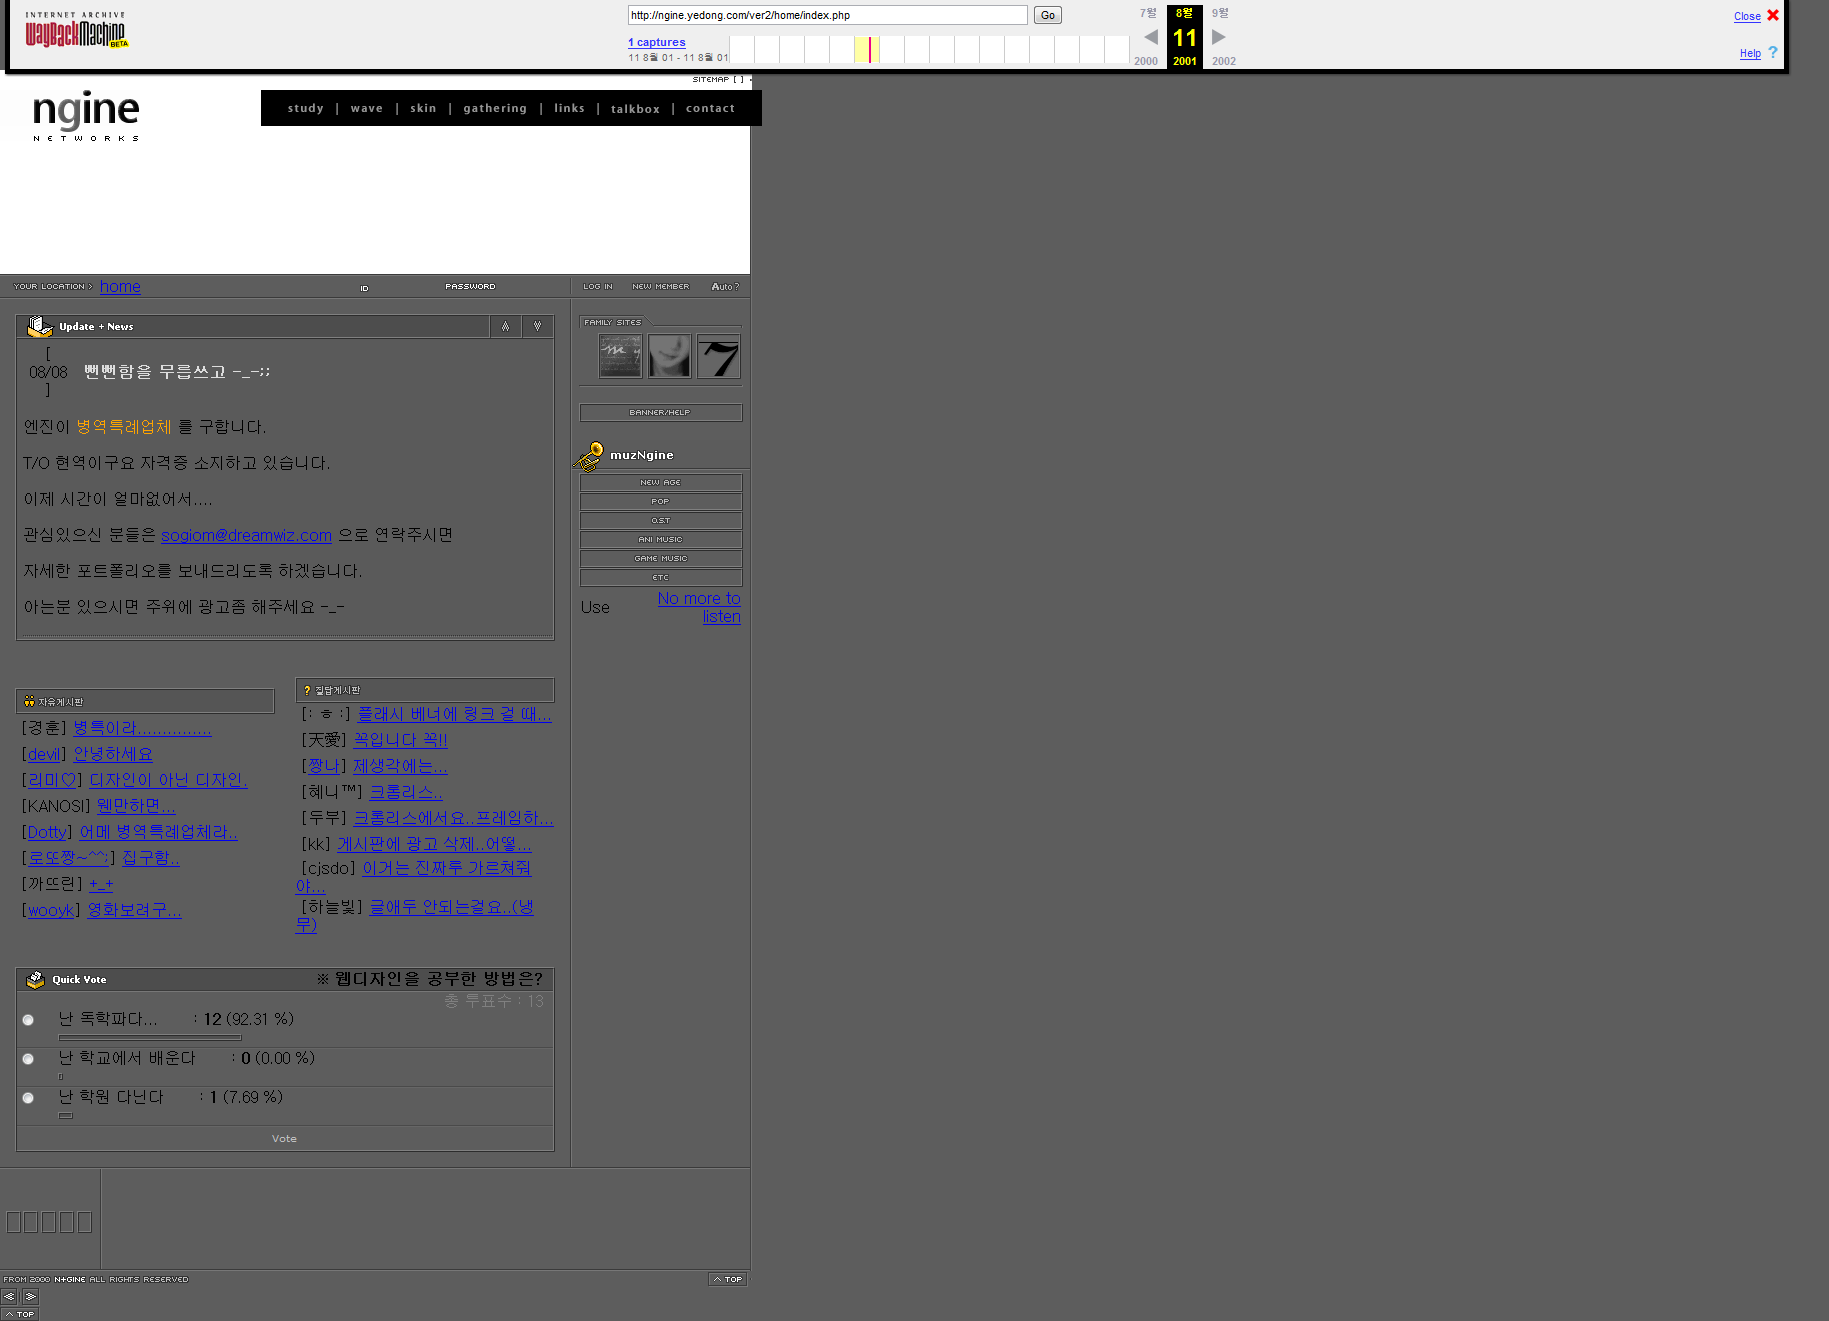 INTERNET ARCHIVE
WayBackMachine BETA
http://ngine.yedong.com/ver2/home/index.php
Go
7월 8월 9월
Close
1 captures
11 8월 01 - 11 8월 01
11
2000 2001 2002
Help ?
SITEMAP [ ]
ngine
NETWORKS
study | wave | skin | gathering | links | talkbox | contact
YOUR LOCATION > home
ID
PASSWORD
LOG IN
NEW MEMBER
Auto?
Update + News
FAMILY SITES
[
08/08
]
뻔뻔함을 무릅쓰고 -_-;;
엔진이 병역특례업체 를 구합니다.
T/O 현역이구요 자격증 소지하고 있습니다.
이제 시간이 얼마없어서....
관심있으신 분들은 sogiom@dreamwiz.com 으로 연락주시면
자세한 포트폴리오를 보내드리도록 하겠습니다.
아는분 있으시면 주위에 광고좀 해주세요 -_-
7
BANNER/HELP
muzNgine
NEW AGE
POP
O.S.T
ANI MUSIC
GAME MUSIC
ETC
Use
No more to
listen
자유게시판
[경훈] 병특이라...............
[devil] 안녕하세요
[리미♡] 디자인이 아닌 디자인.
[KANOSI] 웬만하면...
[Dotty] 어메 병역특례업체라..
[로또짱~^^;] 집구함..
[까뜨린] +_+
[wooyk] 영화보려구...
? 질답게시판
[: ㅎ :] 플래시 베너에 링크 걸 때...
[天愛] 꼭입니다 꼭!!
[짱나] 제생각에는...
[혜니™] 크롬리스..
[두부] 크롬리스에서요..프레임하...
[kk] 게시판에 광고 삭제..어떻...
[cjsdo] 이거는 진짜루 가르쳐줘
야...
[하늘빛] 글애두 안되는겉요..(냉
무)
Quick Vote
※ 웹디자인을 공부한 방법은?
총 투표수 : 13
난 독학파다... : 12 (92.31 %)
난 학교에서 배운다 : 0 (0.00 %)
난 학원 다닌다 : 1 (7.69 %)
Vote
FROM 2000 N+GINE ALL RIGHTS RESERVED
TOP
TOP